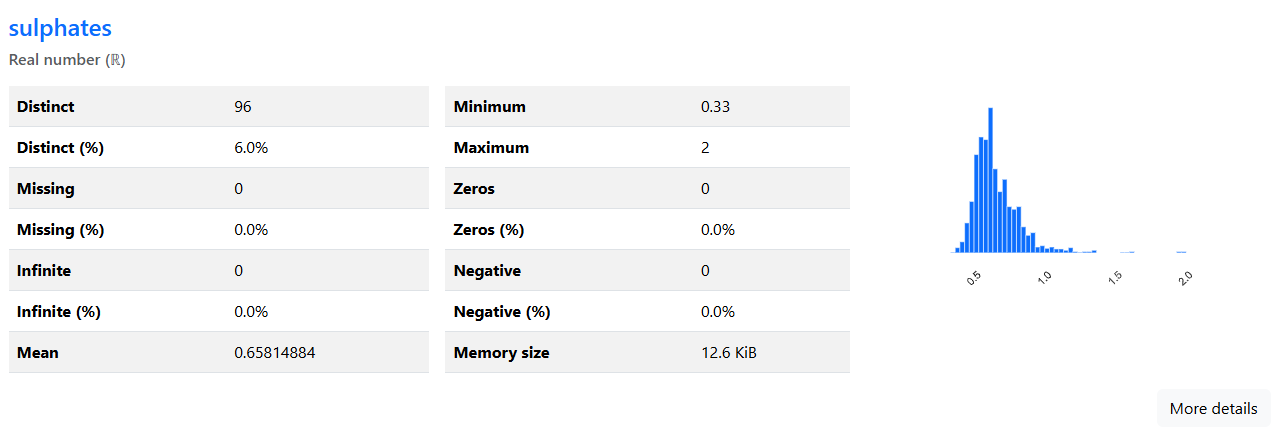 sulphates
Real number (ℝ)
Distinct 96
Distinct (%) 6.0%
Missing 0
Missing (%) 0.0%
Infinite 0
Infinite (%) 0.0%
Mean 0.65814884
Minimum 0.33
Maximum 2
Zeros 0
Zeros (%) 0.0%
Negative 0
Negative (%) 0.0%
Memory size 12.6 KiB
0.5 1.0 1.5 2.0
More details